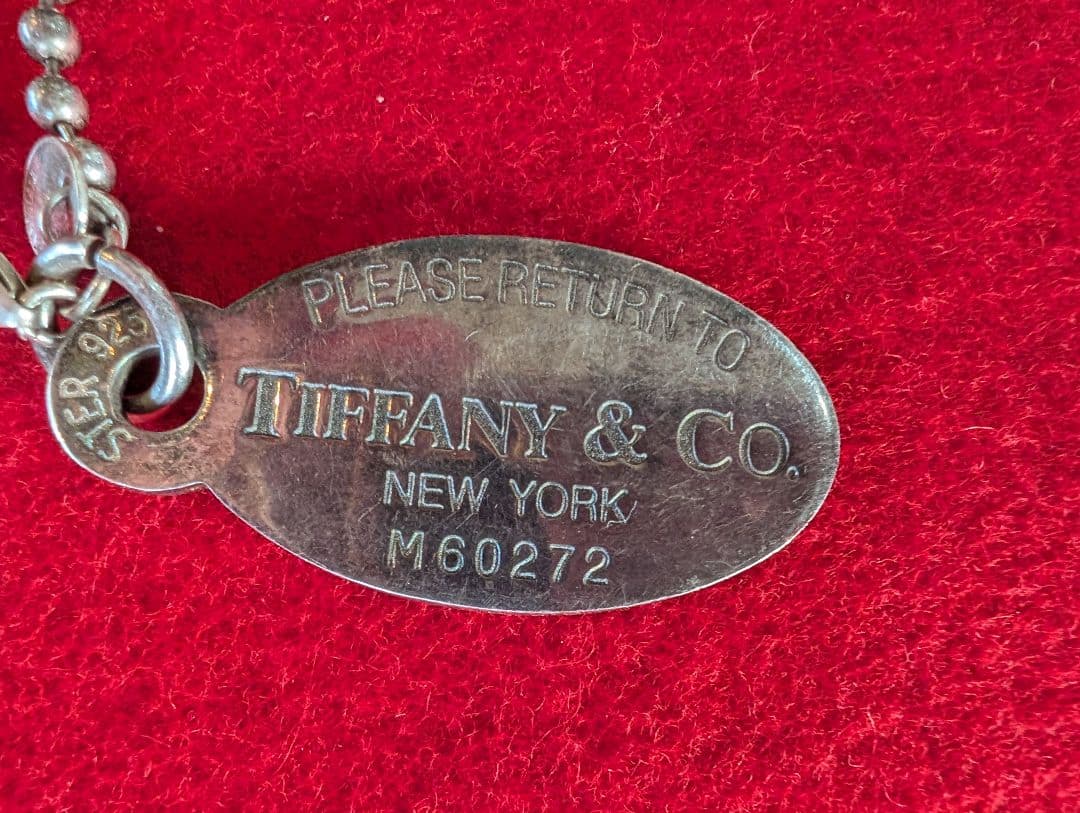 STER 925
PLEASE RETURN TO
TIFFANY & CO.
NEW YORK
M60272